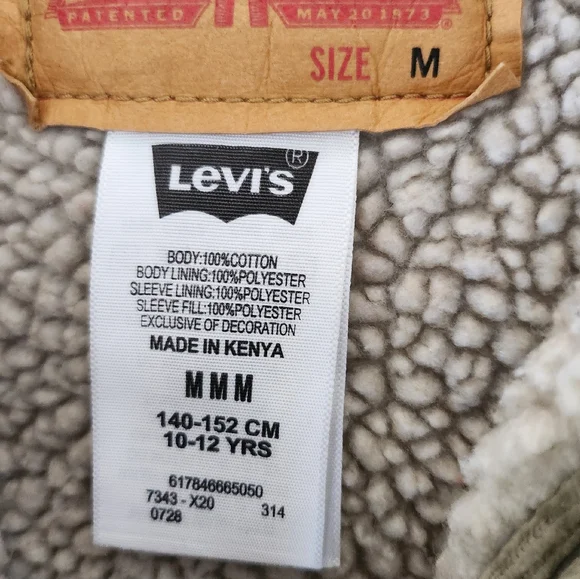 PATENTED MAY 20 1873
SIZE M
LEVI'S ®
BODY:100%COTTON
BODY LINING:100%POLYESTER
SLEEVE LINING:100%POLYESTER
SLEEVE FILL:100%POLYESTER
EXCLUSIVE OF DECORATION
MADE IN KENYA
M M M
140-152 CM
10-12 YRS
617846665050
7343 - X20
0728 314